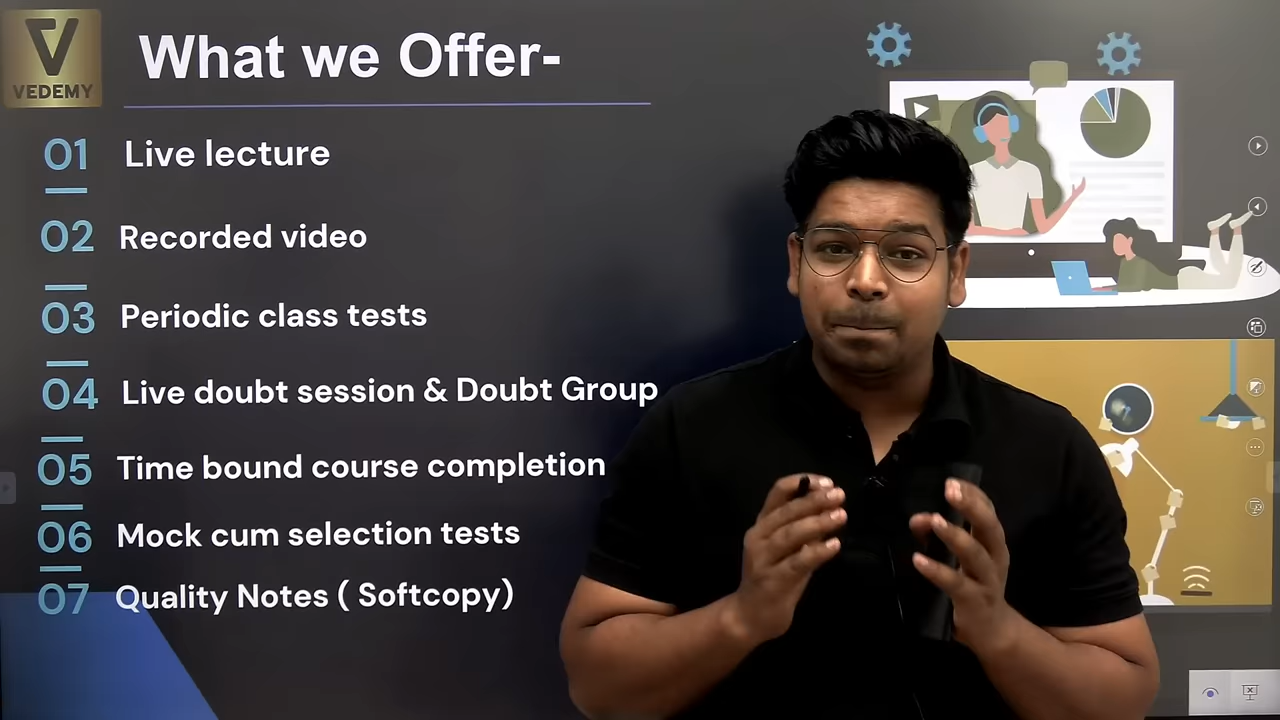 VEDEMY
What we Offer-
01 Live lecture
02 Recorded video
03 Periodic class tests
04 Live doubt session & Doubt Group
05 Time bound course completion
06 Mock cum selection tests
07 Quality Notes ( Softcopy)